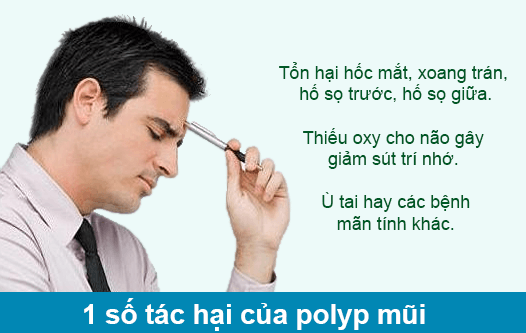 Tổn hại hốc mắt, xoang trán,
hố sọ trước, hố sọ giữa.
Thiếu oxy cho não gây
giảm sút trí nhớ.
Ù tai hay các bệnh
mãn tính khác.
1 số tác hại của polyp mũi